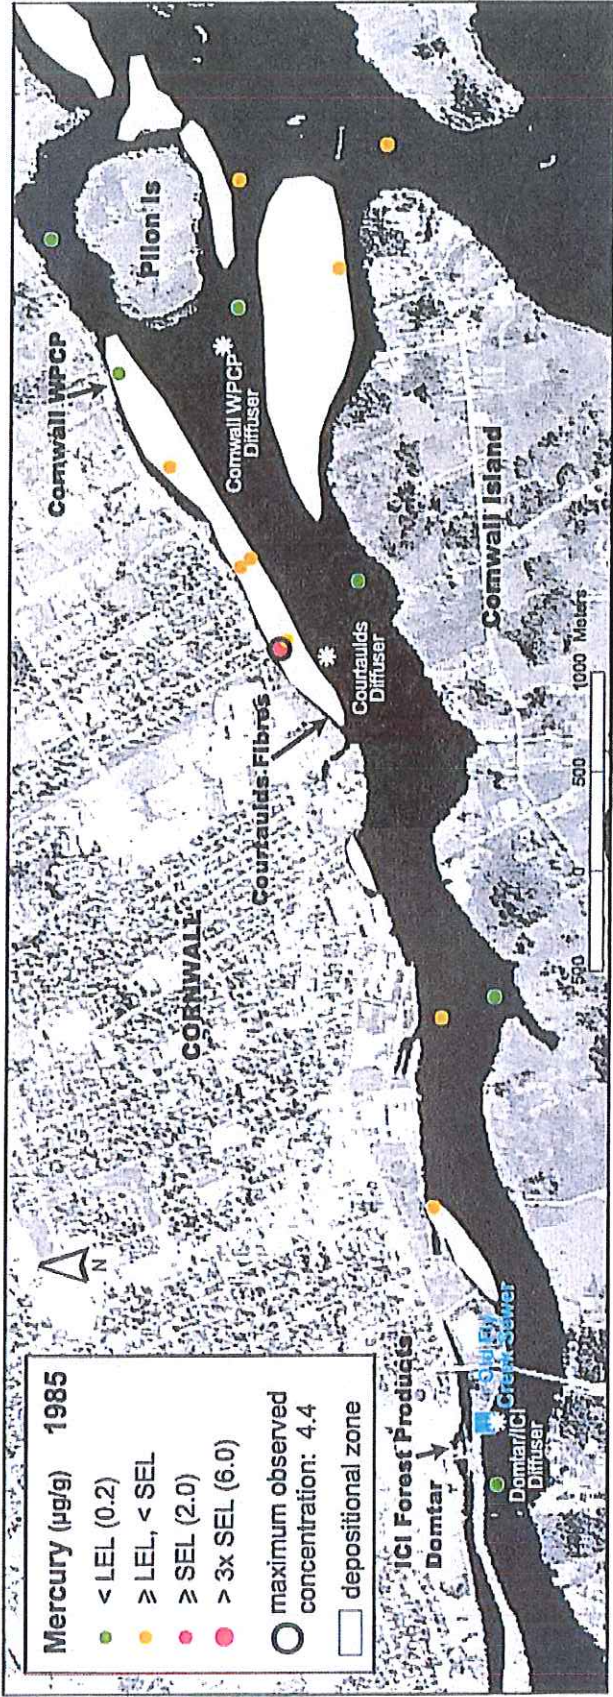 Mercury (µg/g) 1985
< LEL (0.2)
⩾ LEL, < SEL
⩾ SEL (2.0)
> 3x SEL (6.0)
maximum observed
concentration: 4.4
depositional zone
N
CORNWALL
ICI Forest Products
Domtar
Old Fly
Creek Sewer
Domtar/ICI
Diffuser
Courtaulds Fibres
Courtaulds
Diffuser
Cornwall WPCP
Cornwall WPCP
Diffuser
Pilon Is
Cornwall Island
500 0 500 1000 Meters